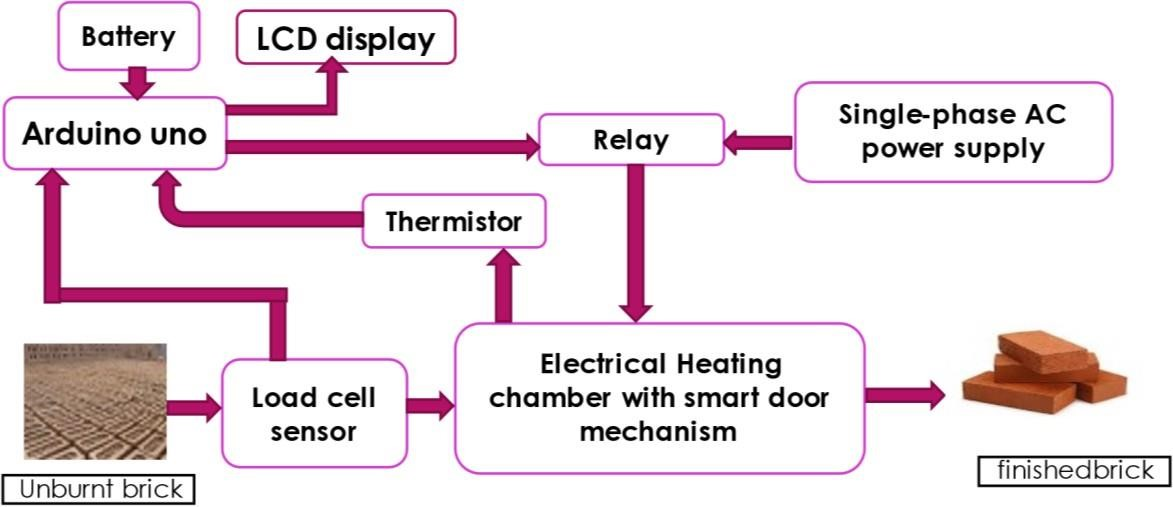 Battery
LCD display
Arduino uno
Relay
Single-phase AC
power supply
Thermistor
Load cell
sensor
Electrical Heating
chamber with smart door
mechanism
Unburnt brick
finishedbrick